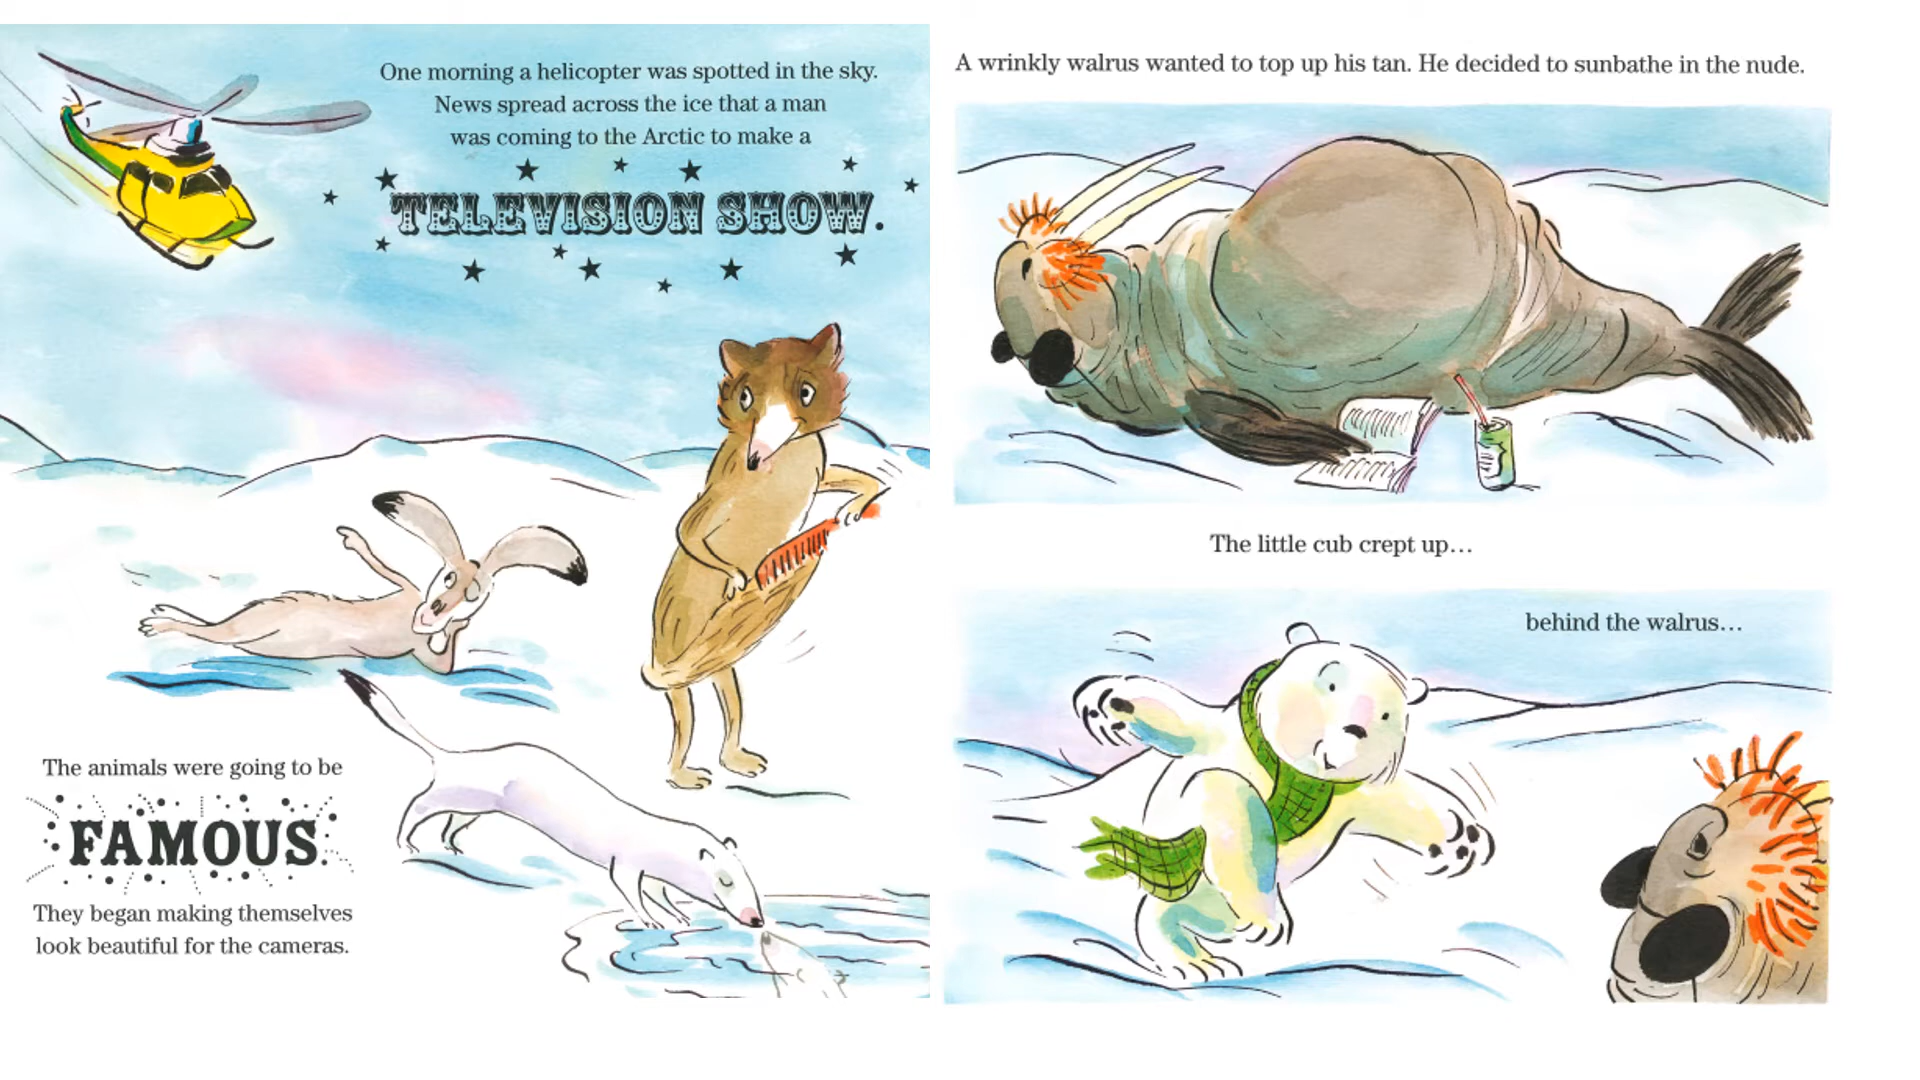 One morning a helicopter was spotted in the sky.
News spread across the ice that a man
was coming to the Arctic to make a
TELEVISION SHOW.
The animals were going to be
FAMOUS.
They began making themselves
look beautiful for the cameras.
A wrinkly walrus wanted to top up his tan. He decided to sunbathe in the nude.
The little cub crept up…
behind the walrus…